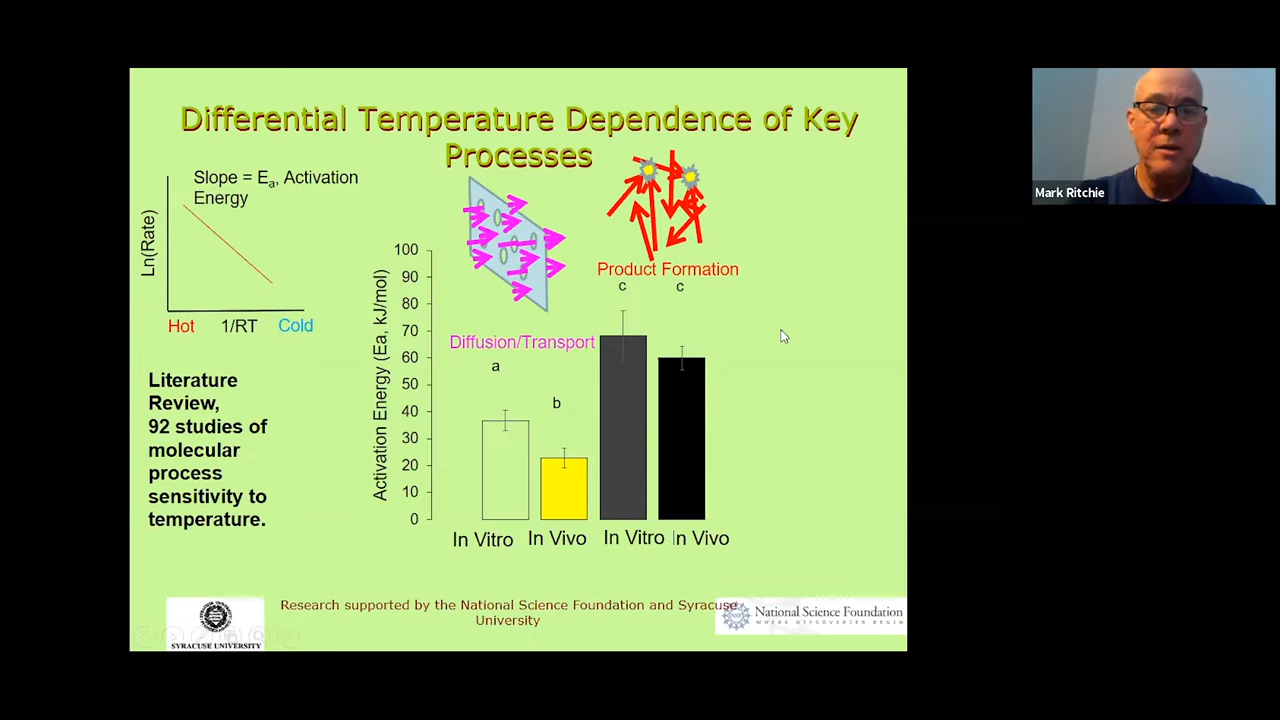 Differential Temperature Dependence of Key
Processes
Slope = Ea, Activation
Energy
Ln(Rate)
Hot 1/RT Cold
Literature
Review,
92 studies of
molecular
process
sensitivity to
temperature.
Activation Energy (Ea, kJ/mol)
100
90
80
70
60
50
40
30
20
10
0
Diffusion/Transport
Product Formation
a
b
c
c
In Vitro In Vivo In Vitro In Vivo
Research supported by the National Science Foundation and Syracuse
University
SYRACUSE UNIVERSITY
NSF
National Science Foundation
WHERE DISCOVERIES BEGIN
Mark Ritchie